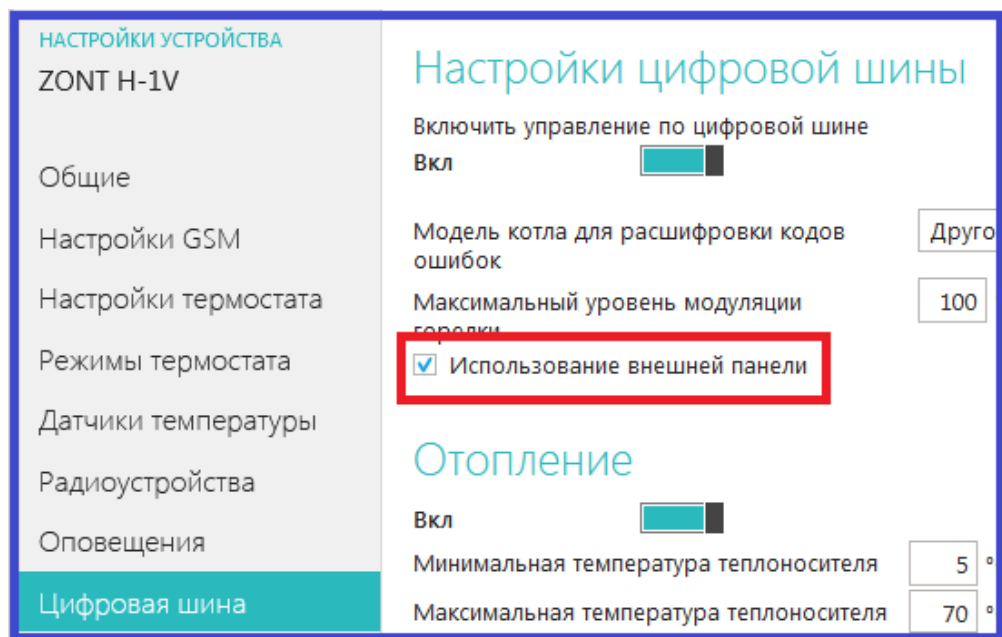 НАСТРОЙКИ УСТРОЙСТВА
ZONT H-1V
Общие
Настройки GSM
Настройки термостата
Режимы термостата
Датчики температуры
Радиоустройства
Оповещения
Цифровая шина
Настройки цифровой шины
Включить управление по цифровой шине
Вкл
Модель котла для расшифровки кодов
ошибок
Друго
Максимальный уровень модуляции
горелки
100
Использование внешней панели
Отопление
Вкл
Минимальная температура теплоносителя
5 °
Максимальная температура теплоносителя
70 °